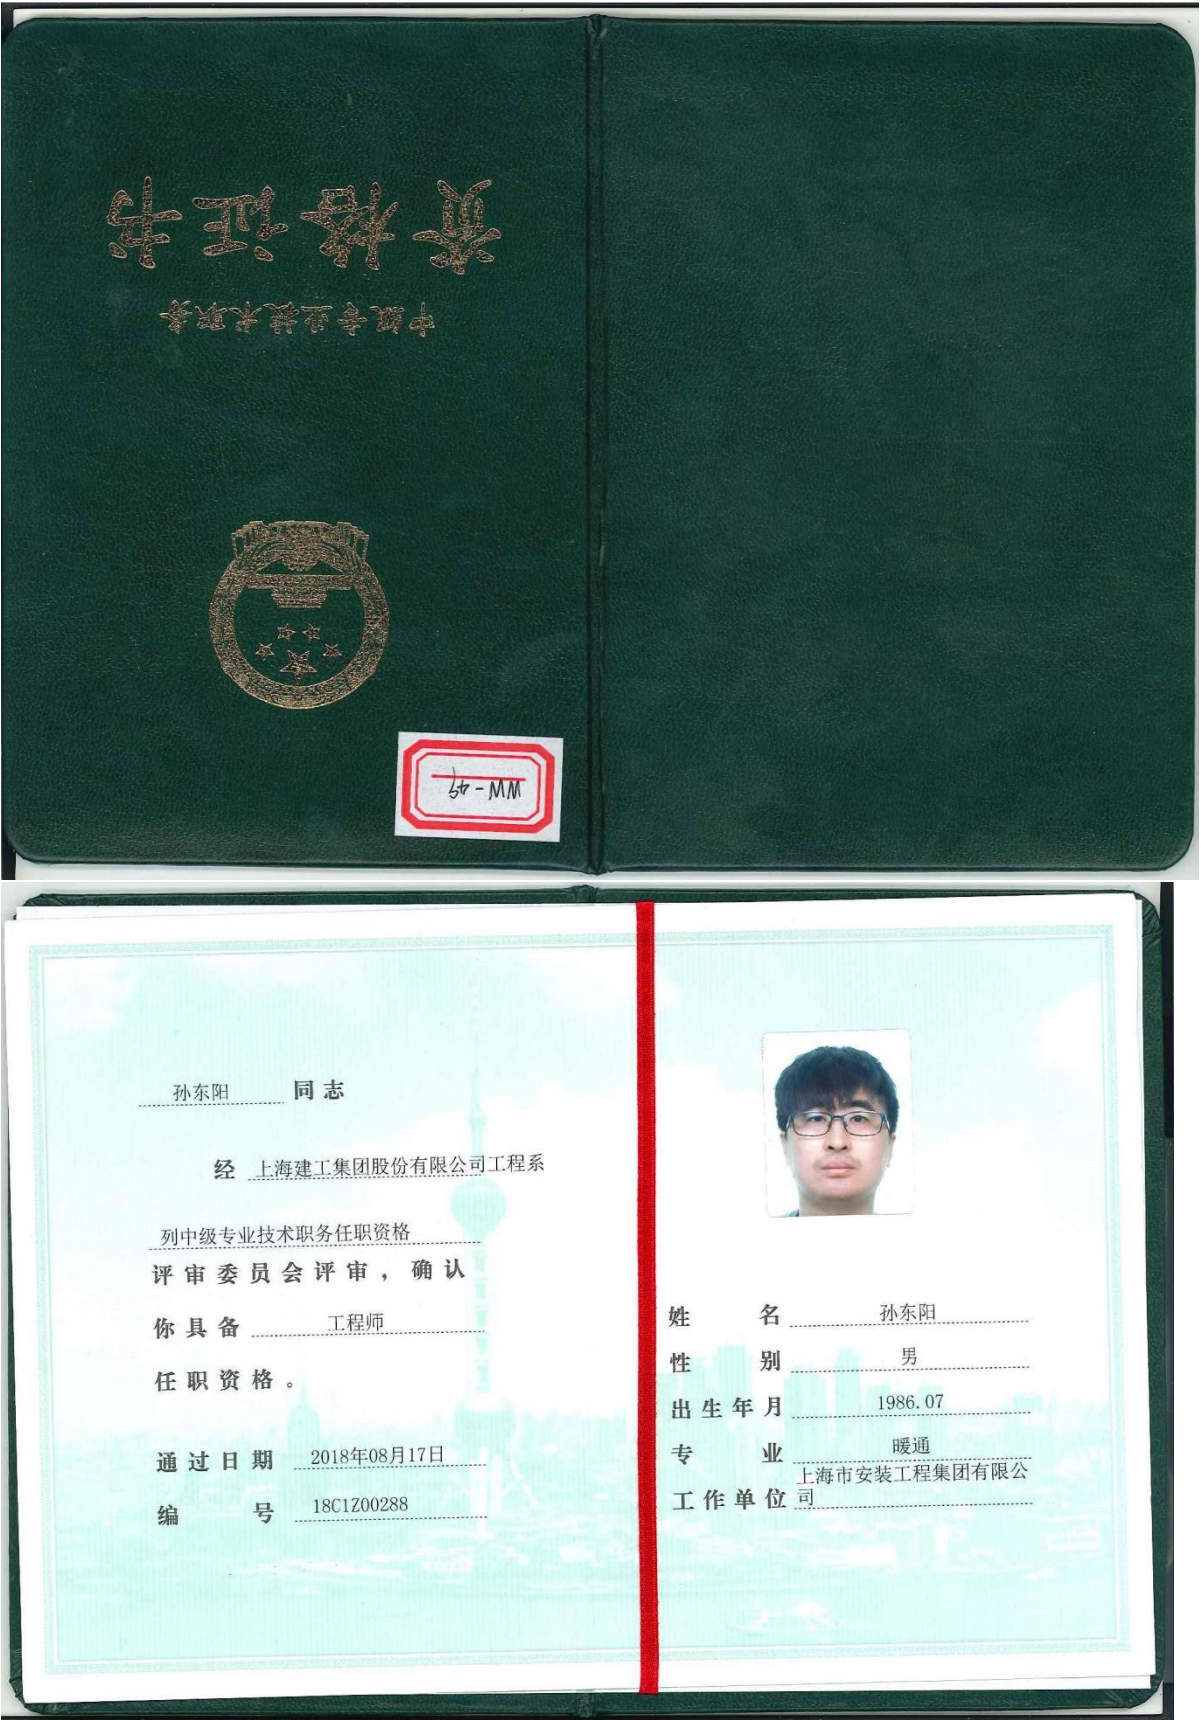 资格证书
中级专业技术职务
WW-49
孙东阳 同志
经 上海建工集团股份有限公司工程系
列中级专业技术职务任职资格
评审委员会评审，确认
你具备 工程师
任职资格。
通过日期 2018年08月17日
编号 18C1Z00288
姓名 孙东阳
性别 男
出生年月 1986.07
专业 暖通
工作单位 上海市安装工程集团有限公
司